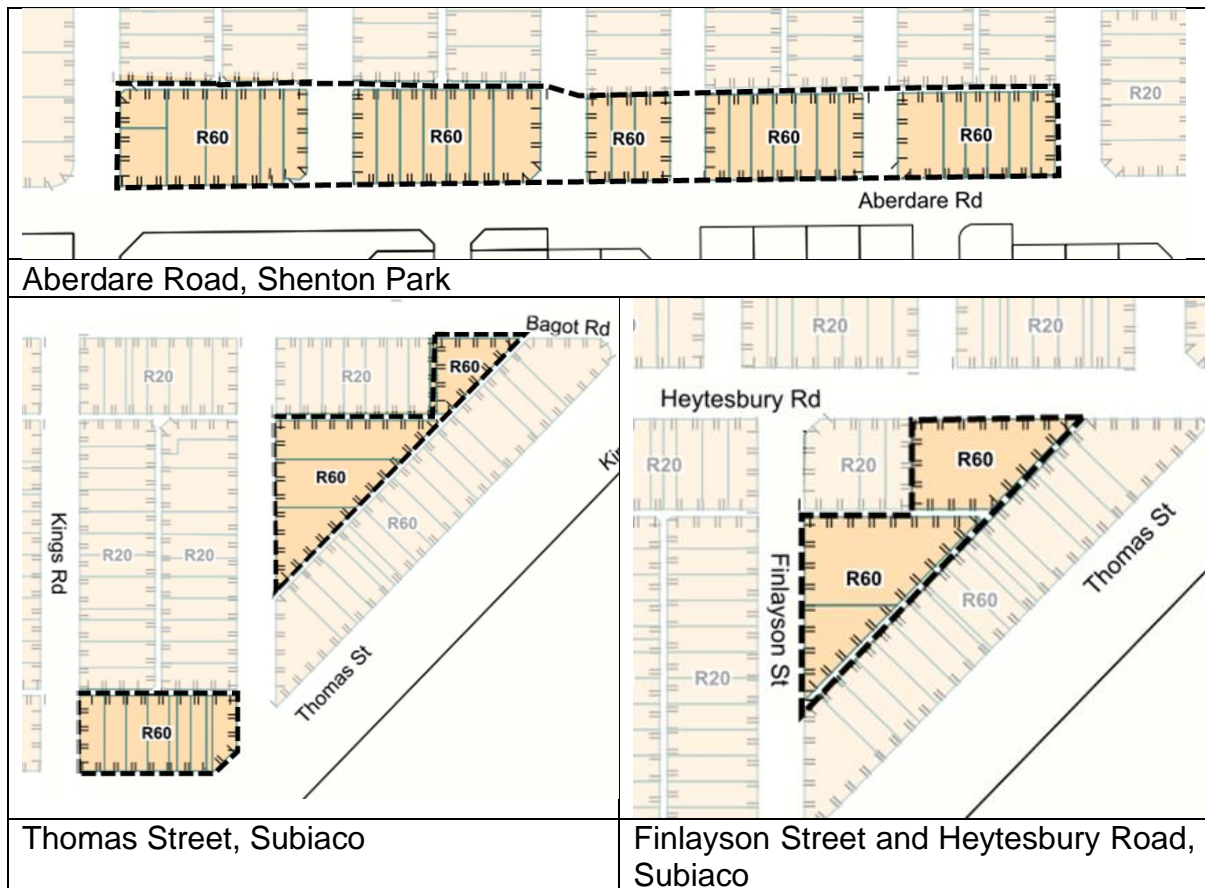 R60
R60
R60
R60
R60
R20
Aberdare Rd
Aberdare Road, Shenton Park
Bagot Rd
R20
R20
R60
R60
Kings Rd
R20
R20
R60
Thomas St
R60
Thomas Street, Subiaco
R20
R20
Heytesbury Rd
R20
R20
R60
Finlayson St
R60
R60
Thomas St
R20
Finlayson Street and Heytesbury Road,
Subiaco